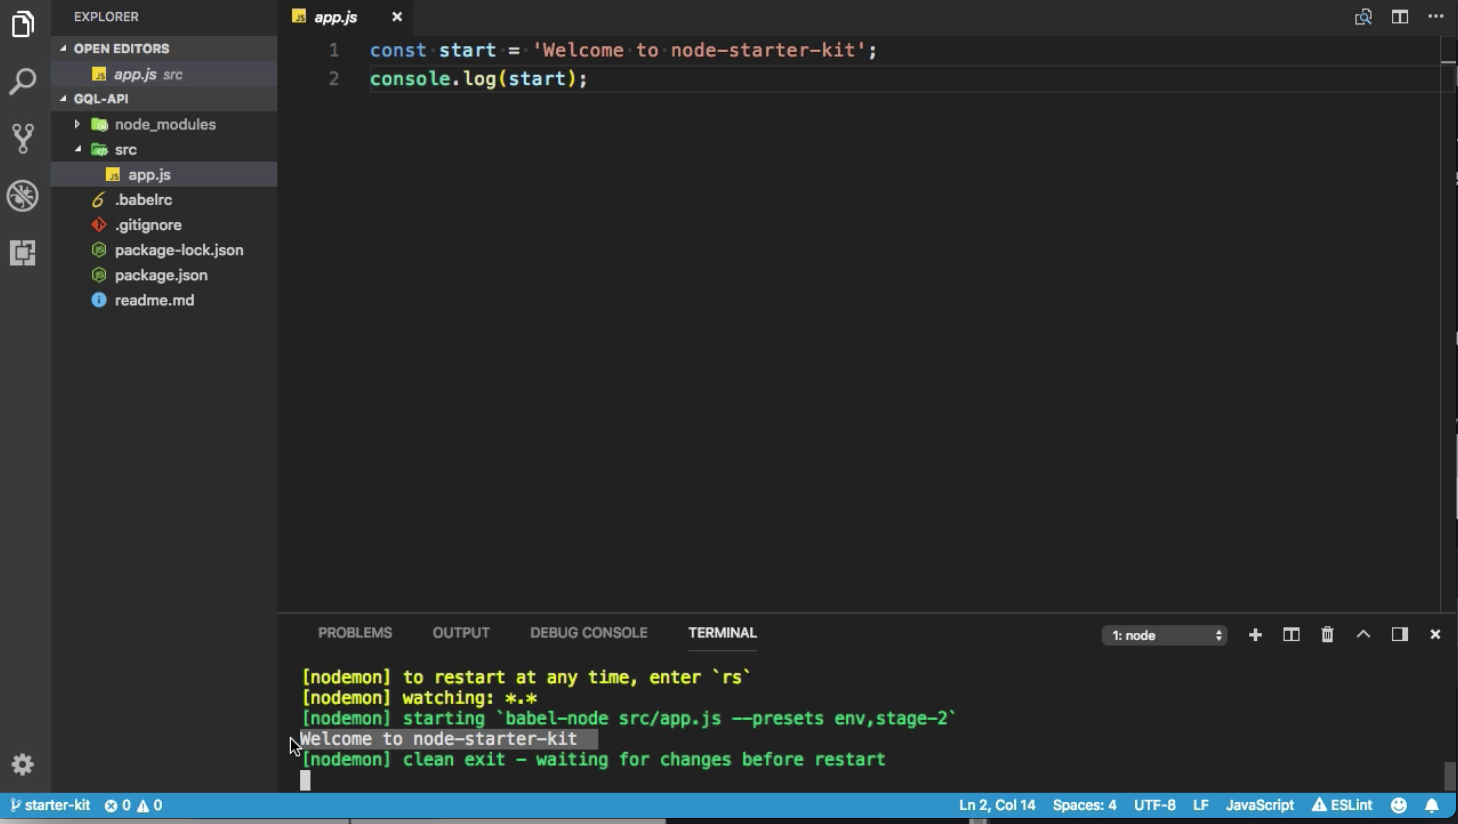 EXPLORER
OPEN EDITORS
JS app.js src
GQL-API
node_modules
src
JS app.js
.babelrc
.gitignore
package-lock.json
package.json
readme.md
JS app.js
1 const start = 'Welcome to node-starter-kit';
2 console.log(start);
PROBLEMS OUTPUT DEBUG CONSOLE TERMINAL 1: node
[nodemon] to restart at any time, enter `rs`
[nodemon] watching: *.*
[nodemon] starting `babel-node src/app.js --presets env,stage-2`
Welcome to node-starter-kit
[nodemon] clean exit - waiting for changes before restart
starter-kit 0 0 Ln 2, Col 14 Spaces: 4 UTF-8 LF JavaScript ESLint